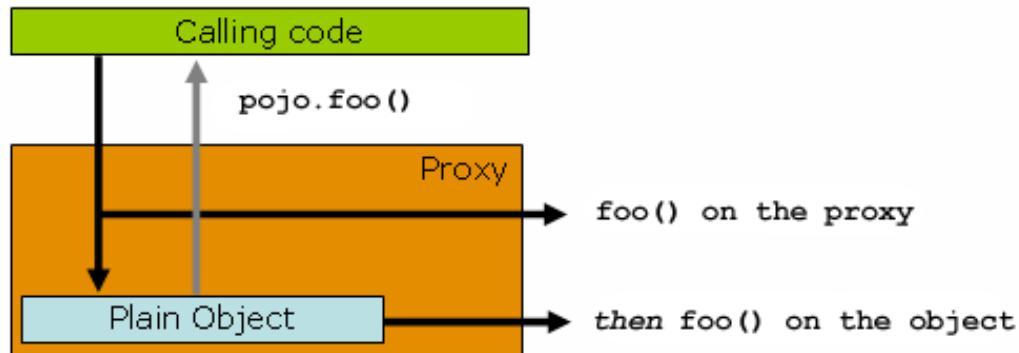 Calling code
pojo.foo()
Proxy
foo() on the proxy
Plain Object
then foo() on the object